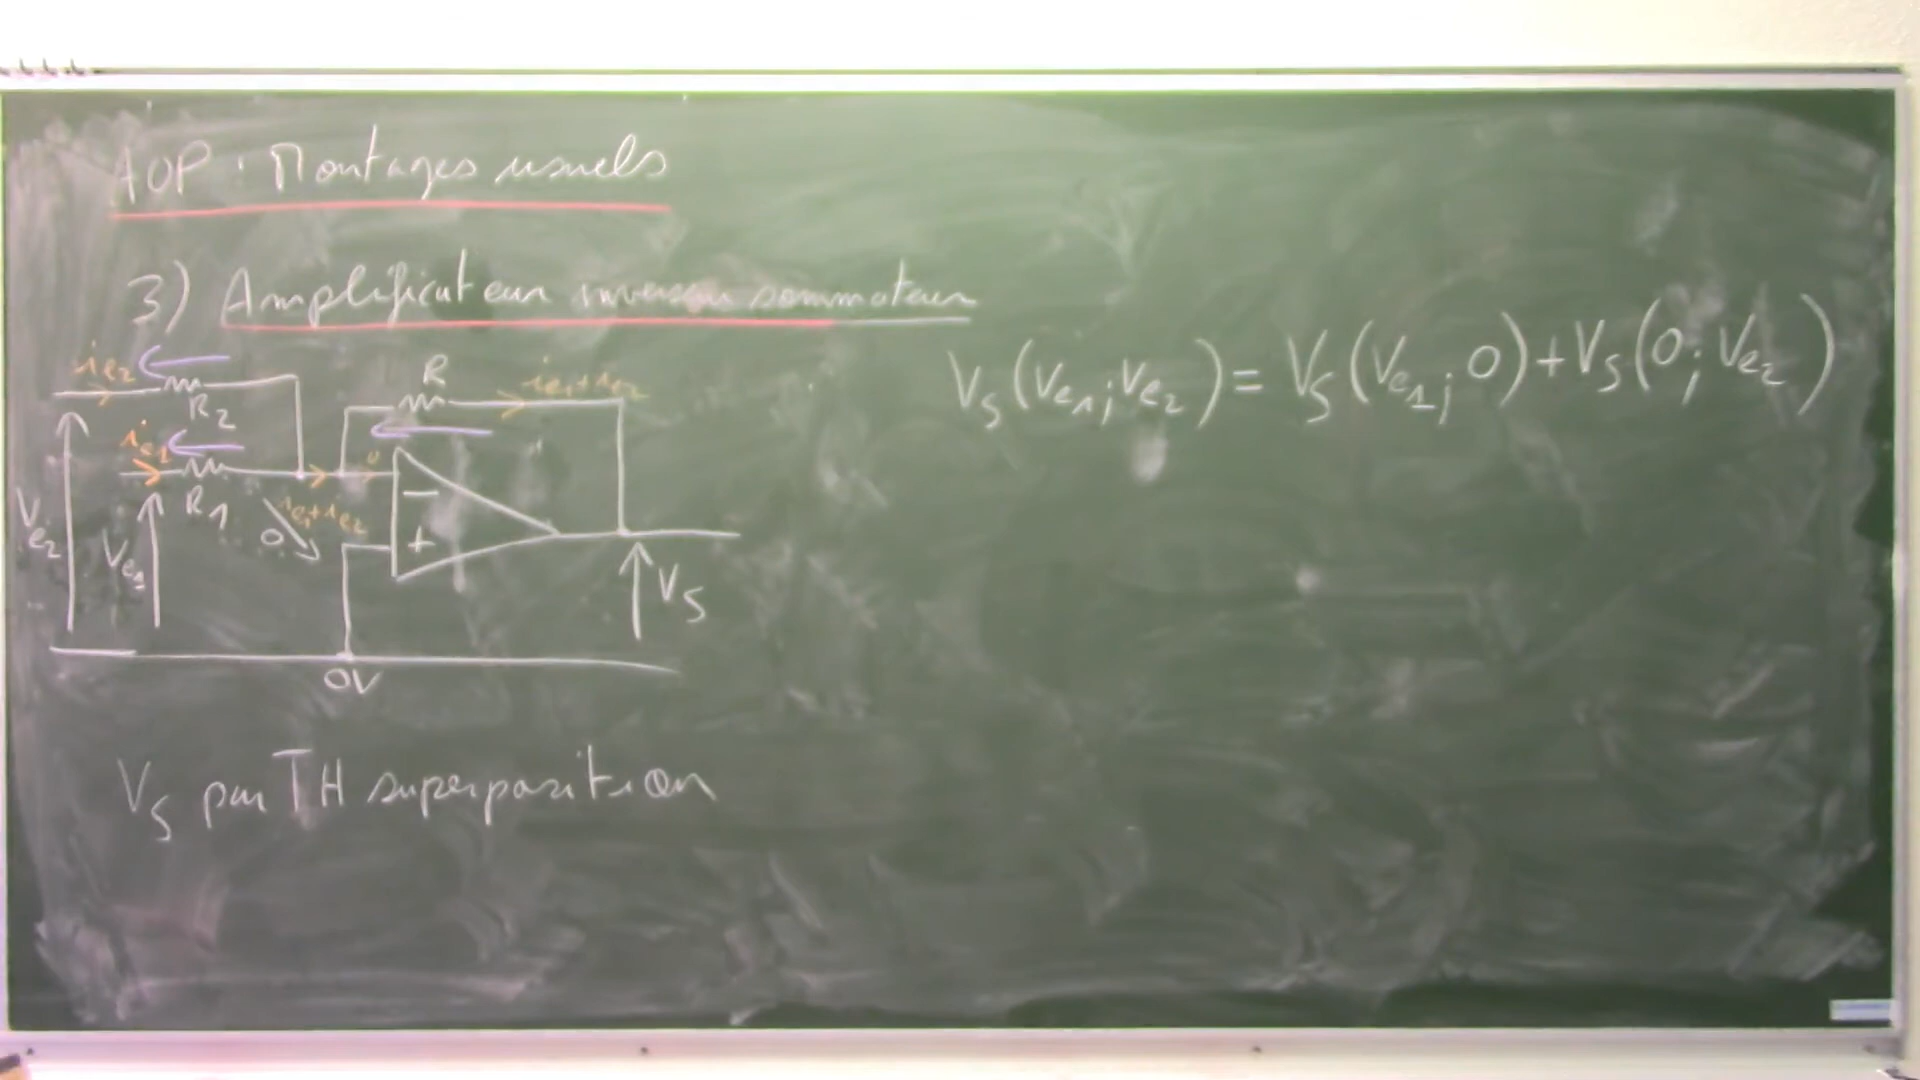 AOP : Montages usuels
3) Amplificateur inverseur sommateur
Vs(Ve1; Ve2) = Vs(Ve1; 0) + Vs(0; Ve2)
ie2
R2
R
ie1+ie2
ie1
R1
0
ie1+ie2
0
−
+
Ve2
Ve1
Vs
0V
Vs par TH superposition